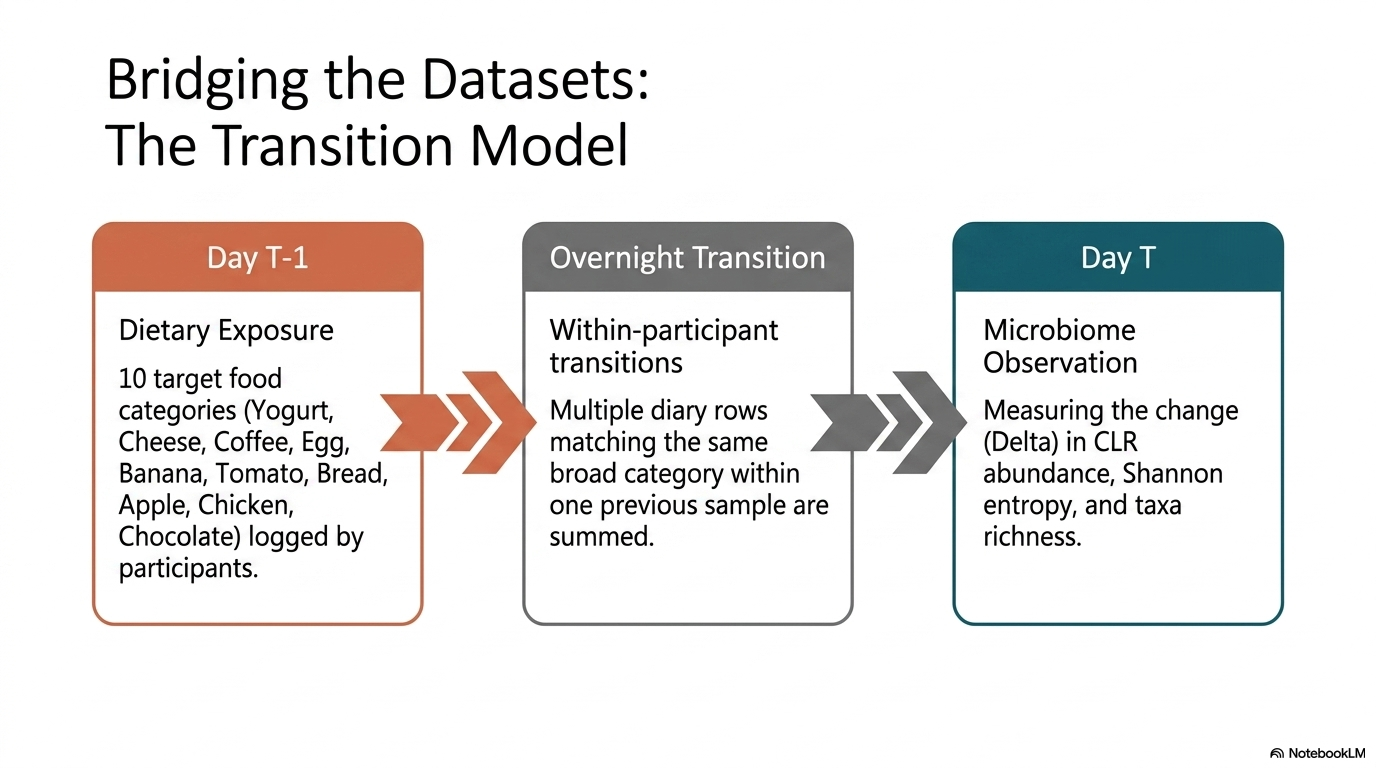 Bridging the Datasets:
The Transition Model
Day T-1
Dietary Exposure
10 target food
categories (Yogurt,
Cheese, Coffee, Egg,
Banana, Tomato, Bread,
Apple, Chicken,
Chocolate) logged by
participants.
Overnight Transition
Within-participant
transitions
Multiple diary rows
matching the same
broad category within
one previous sample are
summed.
Day T
Microbiome
Observation
Measuring the change
(Delta) in CLR
abundance, Shannon
entropy, and taxa
richness.
NotebookLM